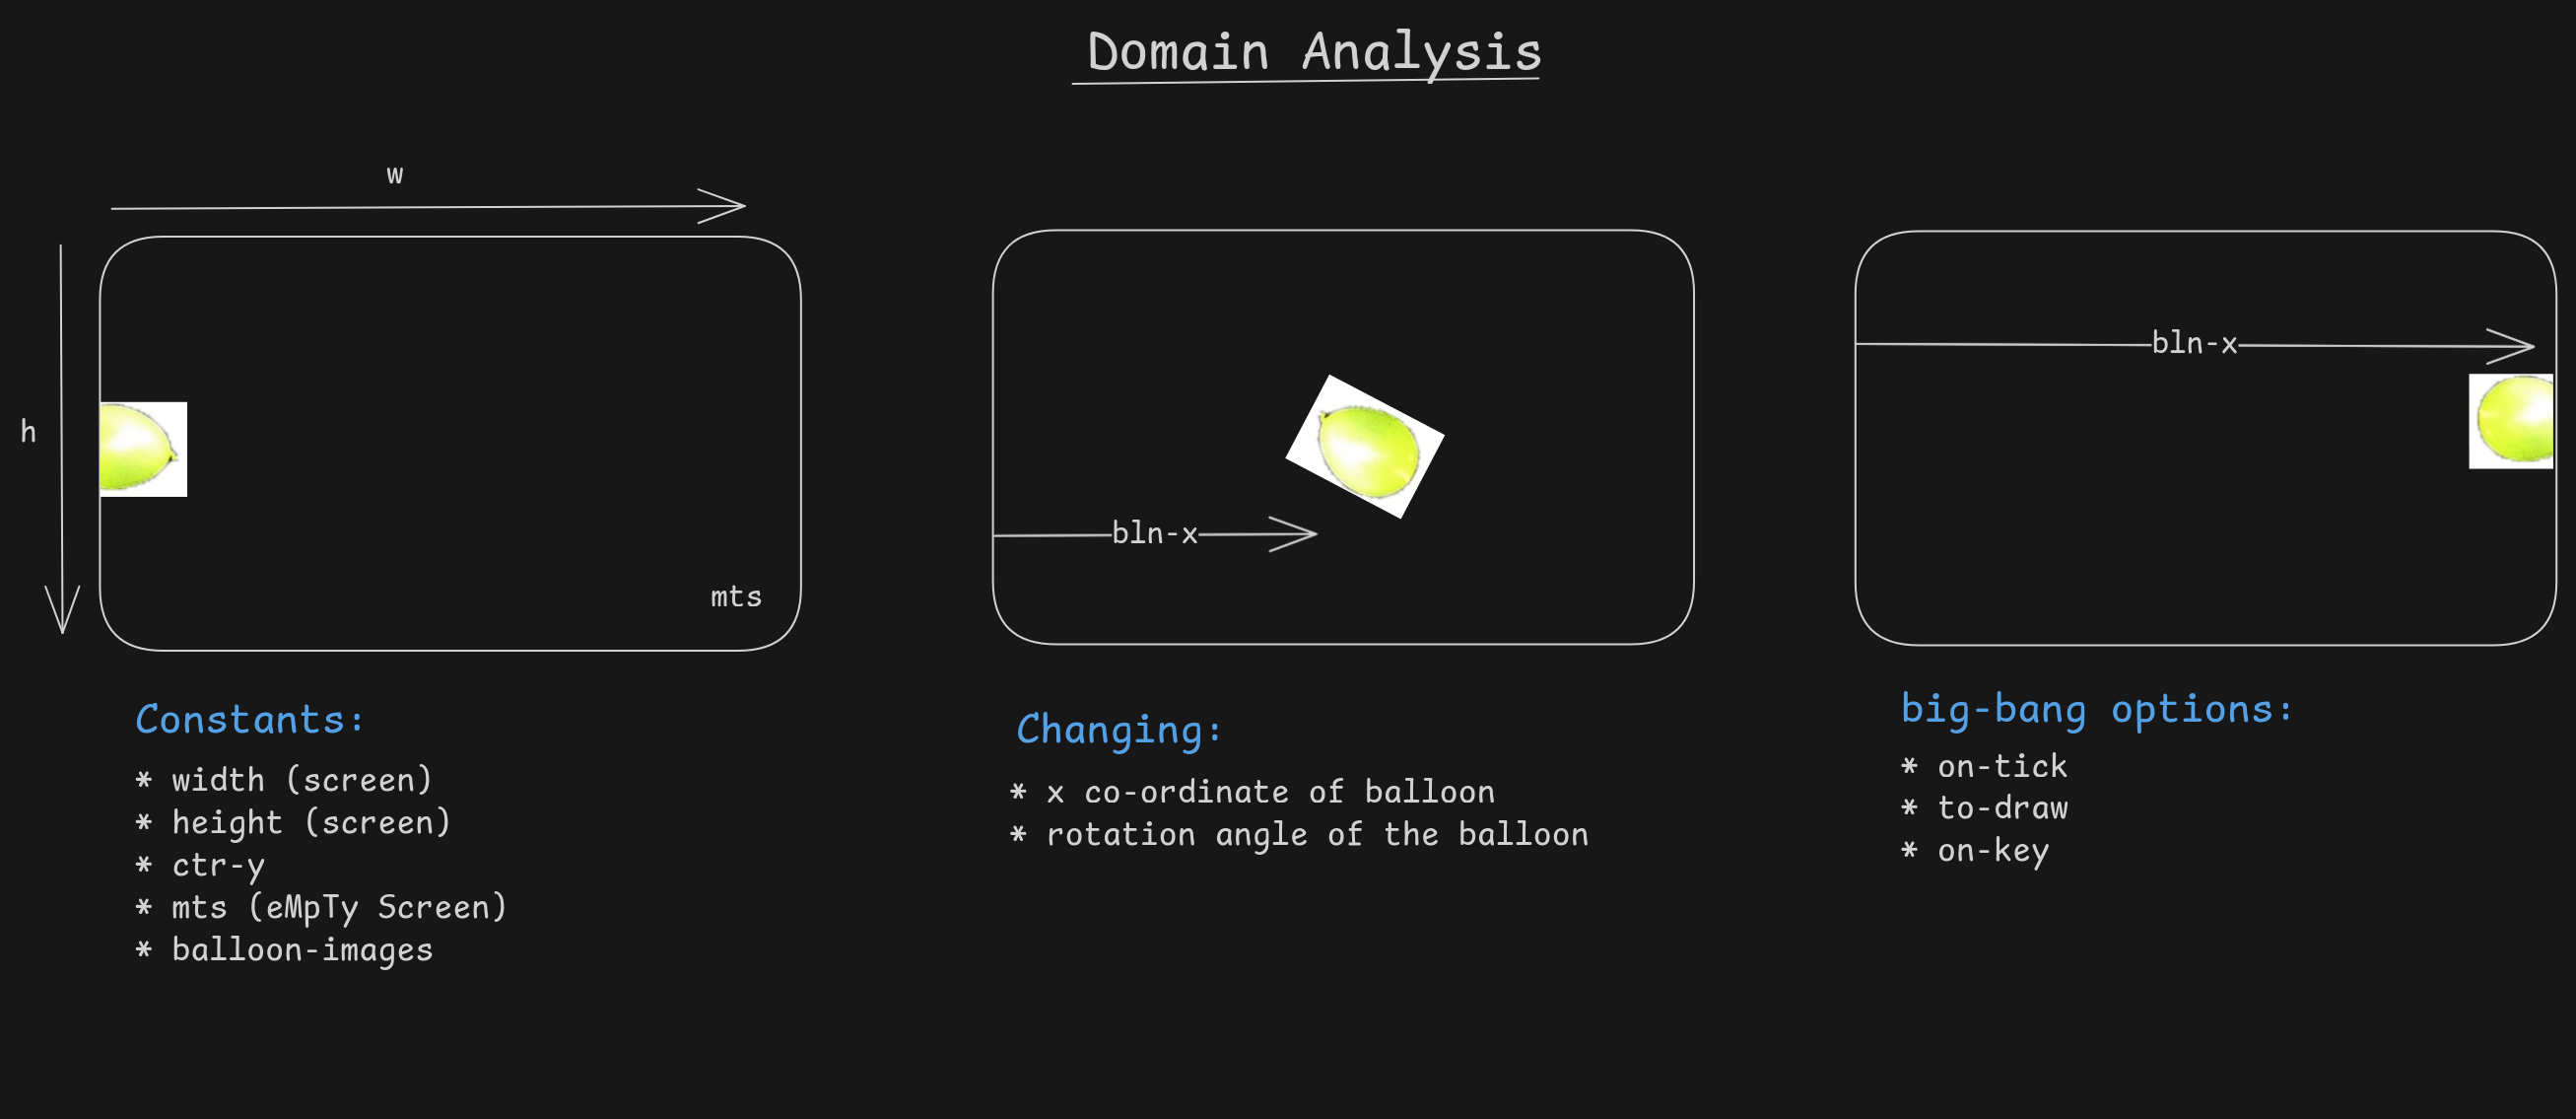 Domain Analysis
w
h
mts
bln-x
bln-x
Constants:
* width (screen)
* height (screen)
* ctr-y
* mts (eMpTy Screen)
* balloon-images
Changing:
* x co-ordinate of balloon
* rotation angle of the balloon
big-bang options:
* on-tick
* to-draw
* on-key